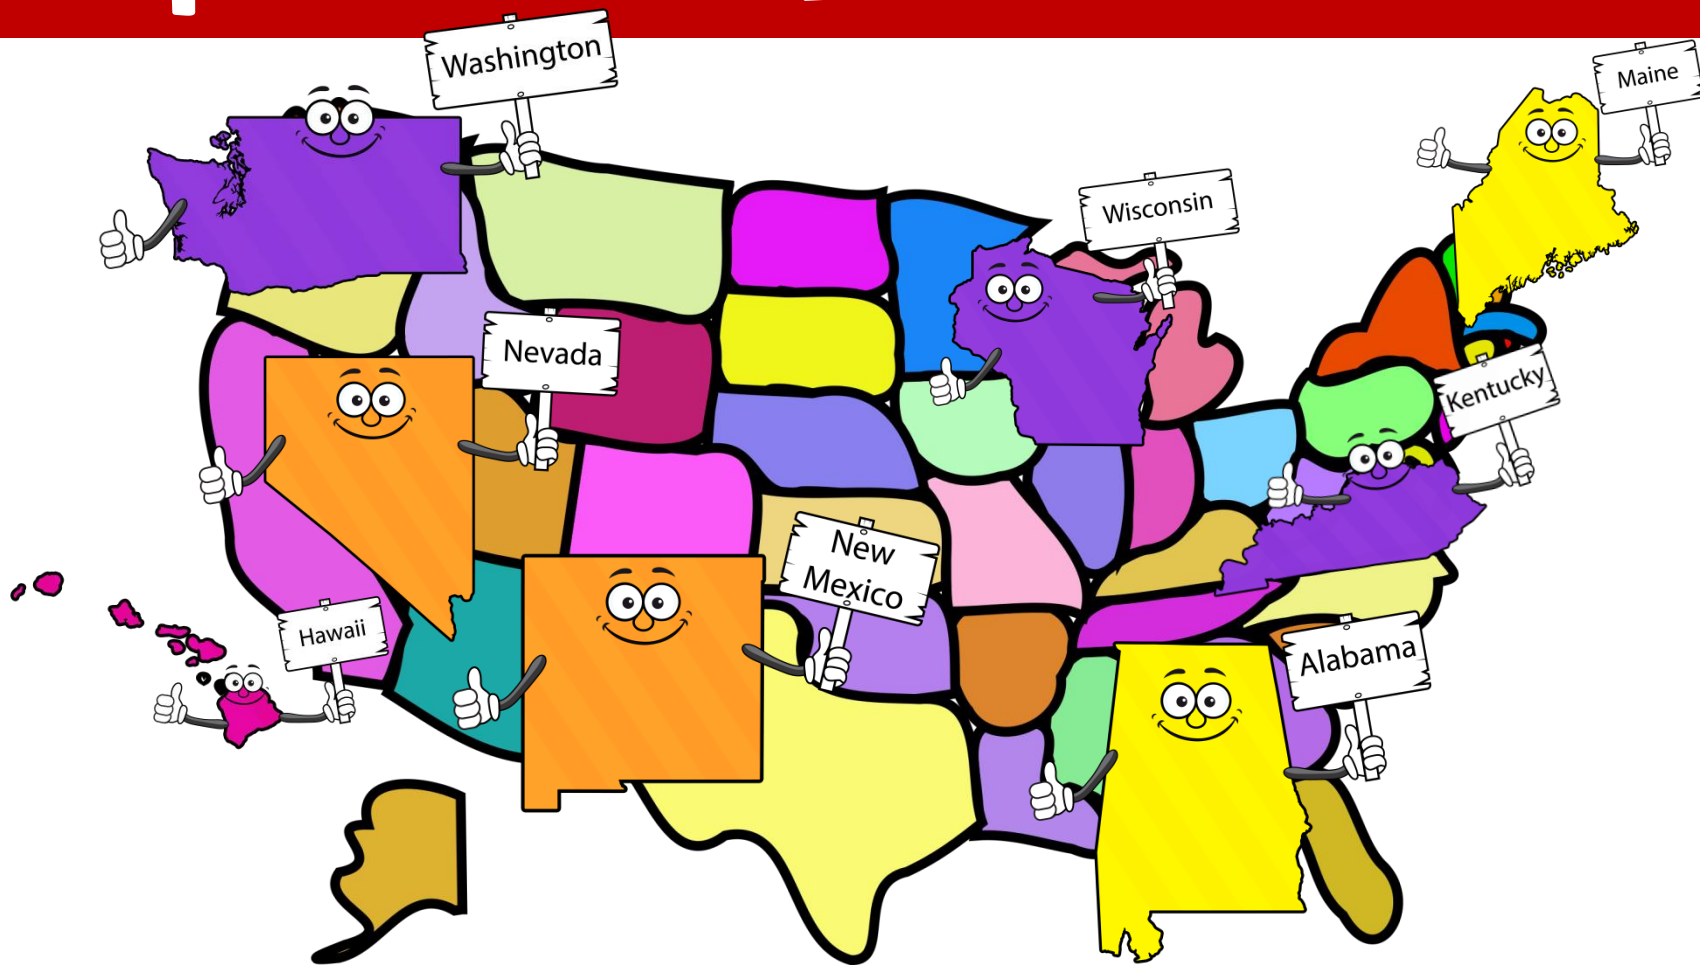 Washington
Maine
Wisconsin
Nevada
Kentucky
New
Mexico
Hawaii
Alabama